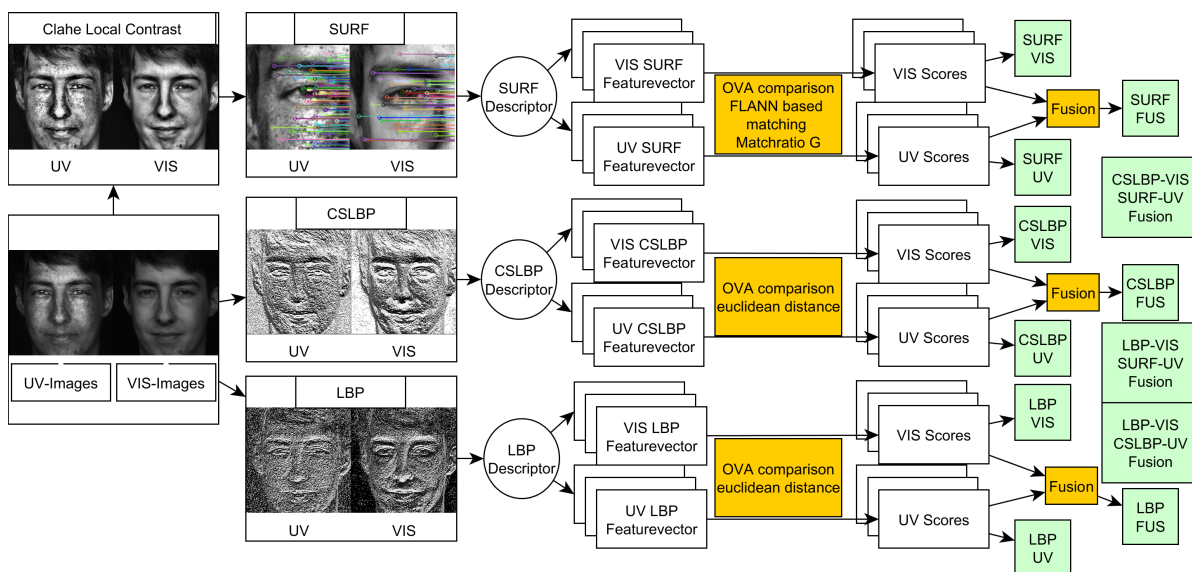 Clahe Local Contrast
UV
VIS
UV-Images
VIS-Images
SURF
UV
VIS
CSLBP
UV
VIS
LBP
UV
VIS
SURF
Descriptor
VIS SURF
Featurevector
UV SURF
Featurevector
OVA comparison
FLANN based
matching
Matchratio G
VIS Scores
UV Scores
SURF
VIS
Fusion
SURF
FUS
SURF
UV
CSLBP
Descriptor
VIS CSLBP
Featurevector
UV CSLBP
Featurevector
OVA comparison
euclidean distance
VIS Scores
UV Scores
CSLBP
VIS
Fusion
CSLBP
FUS
CSLBP
UV
LBP
Descriptor
VIS LBP
Featurevector
UV LBP
Featurevector
OVA comparison
euclidean distance
VIS Scores
UV Scores
LBP
VIS
Fusion
LBP
FUS
LBP
UV
CSLBP-VIS
SURF-UV
Fusion
LBP-VIS
SURF-UV
Fusion
LBP-VIS
CSLBP-UV
Fusion